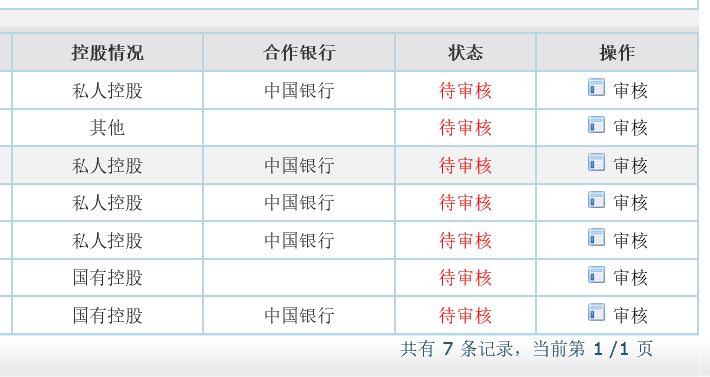 控股情况 合作银行 状态 操作
私人控股 中国银行 待审核 审核
其他 待审核 审核
私人控股 中国银行 待审核 审核
私人控股 中国银行 待审核 审核
私人控股 中国银行 待审核 审核
国有控股 待审核 审核
国有控股 中国银行 待审核 审核
共有 7 条记录，当前第 1 /1 页